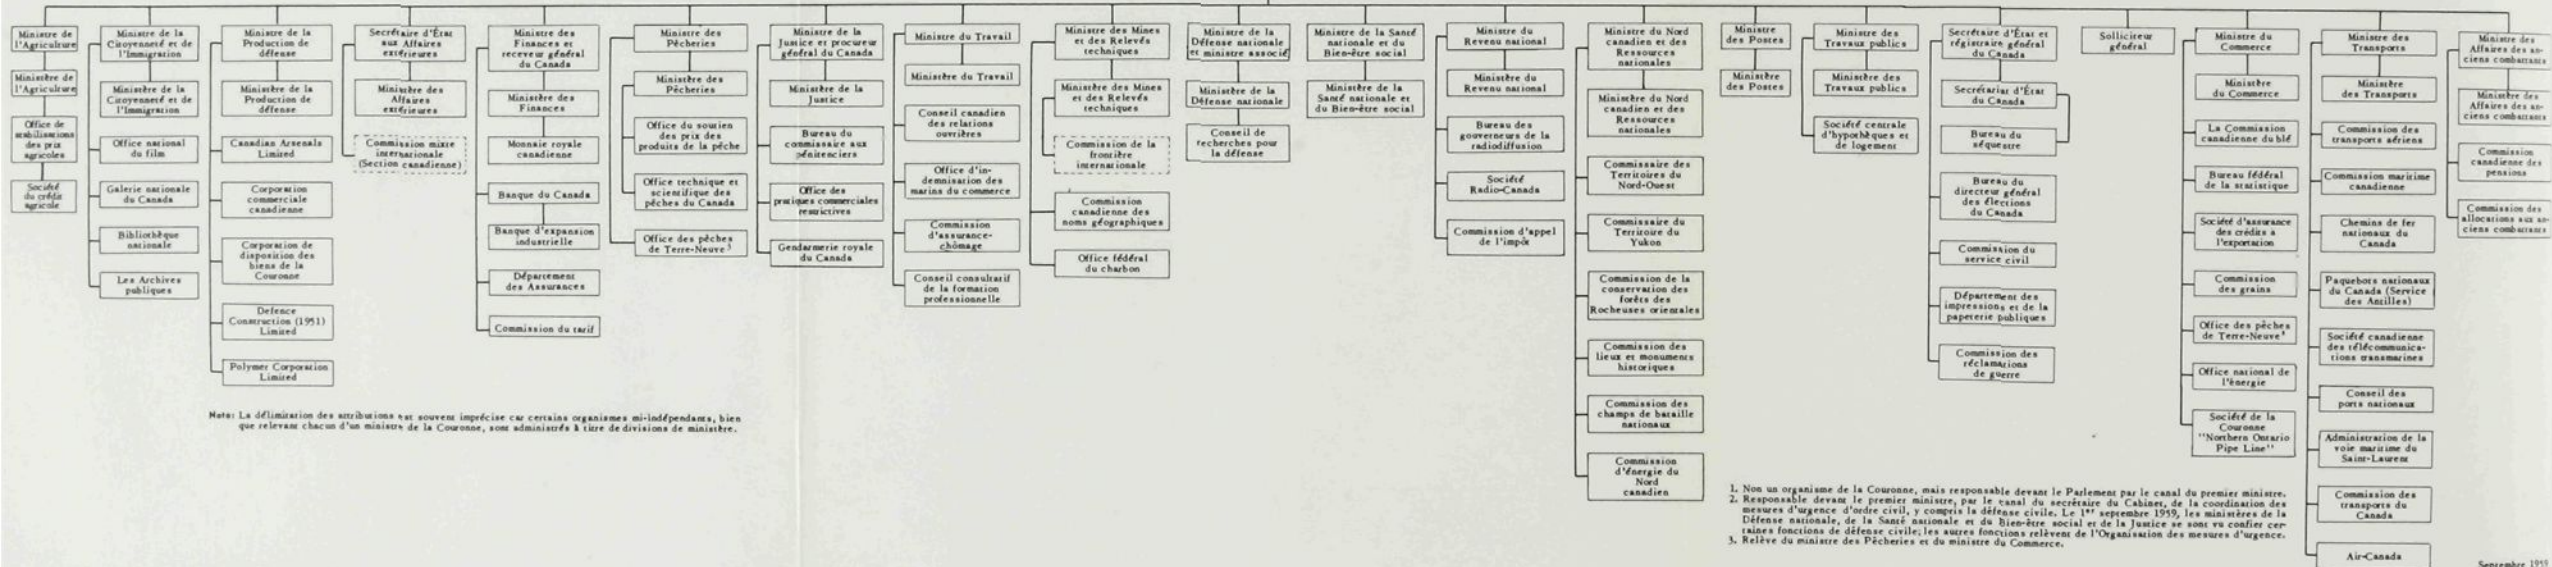 Ministre de
l'Agriculture
Ministère de
l'Agriculture
Office de
stabilisations
des prix
agricoles
Société
du crédit
agricole
Ministre de la
Citoyenneté et de
l'Immigration
Ministère de la
Citoyenneté et de
l'Immigration
Office national
du film
Galerie nationale
du Canada
Bibliothèque
nationale
Les Archives
publiques
Ministre de la
Production de
défense
Ministère de la
Production de
défense
Canadian Arsenals
Limited
Corporation
commerciale
canadienne
Corporation de
disposition des
biens de la
Couronne
Defence
Construction (1951)
Limited
Polymer Corporation
Limited
Secrétaire d'État
aux Affaires
extérieures
Ministère des
Affaires
extérieures
Commission mixte
internationale
(Section canadienne)
Ministre des
Finances et
receveur général
du Canada
Ministère des
Finances
Monnaie royale
canadienne
Banque du Canada
Banque d'expansion
industrielle
Département
des Assurances
Commission du tarif
Ministre des
Pêcheries
Ministère des
Pêcheries
Office du soutien
des prix des
produits de la pêche
Office technique et
scientifique des
pêches du Canada
Office des pêches
de Terre-Neuve ³
Ministre de la
Justice et procureur
général du Canada
Ministère de la
Justice
Bureau du
commissaire aux
pénitenciers
Office des
pratiques commerciales
restrictives
Gendarmerie royale
du Canada
Ministre du Travail
Ministère du Travail
Conseil canadien
des relations
ouvrières
Office d'in-
demnisation des
marins du commerce
Commission
d'assurance-
chômage
Conseil consultatif
de la formation
professionnelle
Ministre des Mines
et des Relevés
techniques
Ministère des Mines
et des Relevés
techniques
Commission de la
frontière
internationale
Commission
canadienne des
noms géographiques
Office fédéral
du charbon
Ministre de la
Défense nationale
et ministre associé
Ministère de la
Défense nationale
Conseil de
recherches pour
la défense
Ministre de la Santé
nationale et du
Bien-être social
Ministère de la
Santé nationale et
du Bien-être social
Ministre du
Revenu national
Ministère du
Revenu national
Bureau des
gouverneurs de la
radiodiffusion
Société
Radio-Canada
Commission d'appel
de l'impôt
Ministre du Nord
canadien et des
Ressources
nationales
Ministère du Nord
canadien et des
Ressources
nationales
Commissaire des
Territoires du
Nord-Ouest
Commissaire du
Territoire du
Yukon
Commission de la
conservation des
forêts des
Rocheuses orientales
Commission des
lieux et monuments
historiques
Commission des
champs de bataille
nationaux
Commission
d'énergie du
Nord
canadien
Ministre
des Postes
Ministère
des Postes
Ministre des
Travaux publics
Ministère des
Travaux publics
Société centrale
d'hypothèques et
de logement
Secrétaire d'État et
régistraire général
du Canada
Secrétariat d'État
du Canada
Bureau du
séquestre
Bureau du
directeur général
des élections
du Canada
Commission du
service civil
Département des
impressions et de la
papeterie publiques
Commission des
réclamations
de guerre
Solliciteur
général
Ministre du
Commerce
Ministère
du Commerce
La Commission
canadienne du blé
Bureau fédéral
de la statistique
Société d'assurance
des crédits à
l'exportation
Commission
des grains
Office des pêches
de Terre-Neuve³
Office national de
l'énergie
Société de la
Couronne
"Northern Ontario
Pipe Line"
Ministre des
Transports
Ministère
des Transports
Commission des
transports aériens
Commission maritime
canadienne
Chemins de fer
nationaux du
Canada
Paquebots nationaux
du Canada (Service
des Antilles)
Société canadienne
des télécommunica-
tions transmarines
Conseil des
ports nationaux
Administration de la
voie maritime du
Saint-Laurent
Commission des
transports du
Canada
Air-Canada
Ministre des
Affaires des an-
ciens combattants
Ministère des
Affaires des an-
ciens combattants
Commission
canadienne des
pensions
Commission des
allocations aux an-
ciens combattants
Nota: La délimitation des attributions est souvent imprécise car certains organismes mi-indépendants, bien
que relevant chacun d'un ministre de la Couronne, sont administrés à titre de divisions de ministère.
1. Non un organisme de la Couronne, mais responsable devant le Parlement par le canal du premier ministre.
2. Responsable devant le premier ministre, par le canal du secrétaire du Cabinet, de la coordination des
mesures d'urgence d'ordre civil, y compris la défense civile. Le 1er septembre 1959, les ministères de la
Défense nationale, de la Santé nationale et du Bien-être social et de la Justice se sont vu confier cer-
taines fonctions de défense civile; les autres fonctions relèvent de l'Organisation des mesures d'urgence.
3. Relève du ministre des Pêcheries et du ministre du Commerce.
Septembre 1959